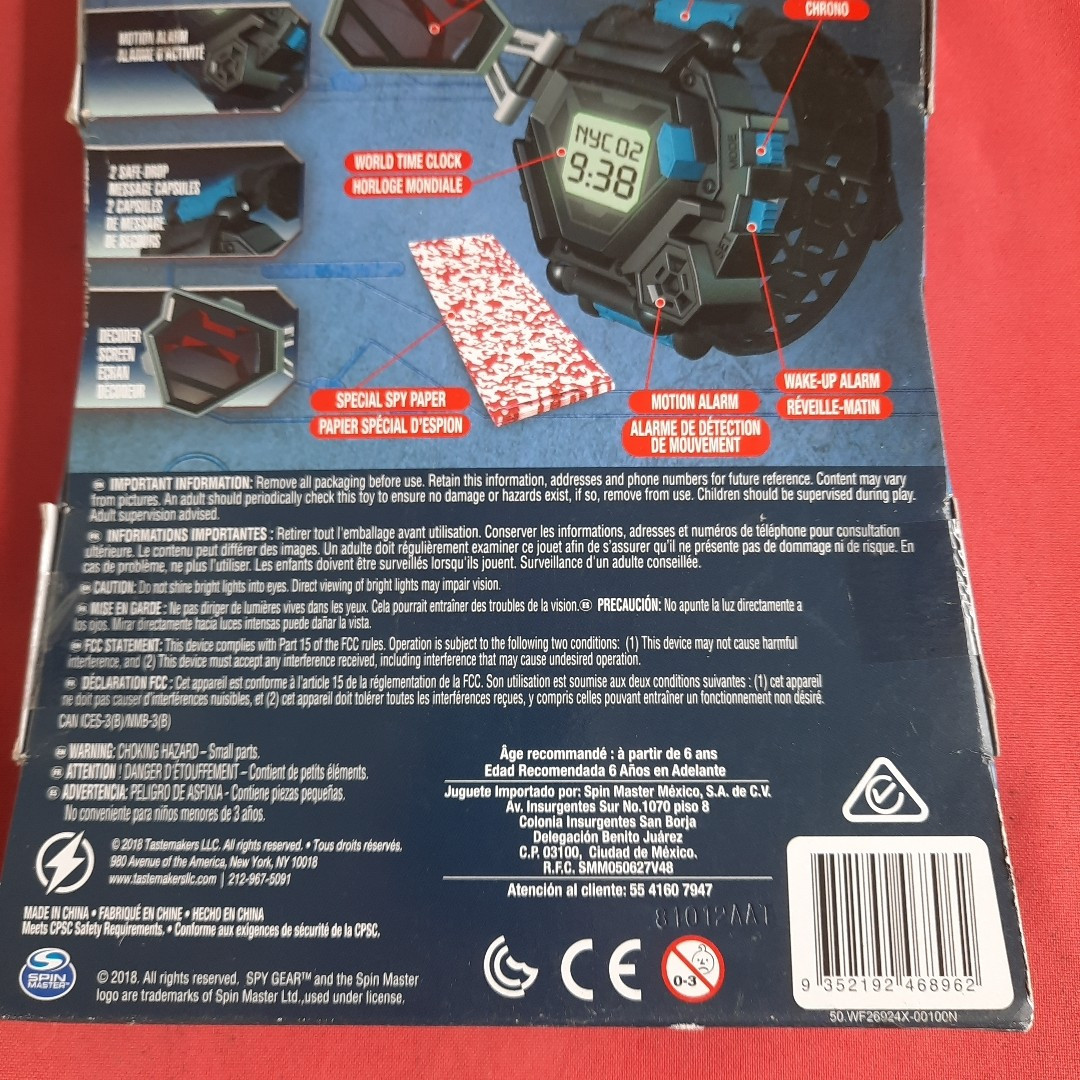 CHRONO
MOTION ALARM
ALARME D'ACTIVITÉ
NYC 02
9:38
MODE
SET
WORLD TIME CLOCK
HORLOGE MONDIALE
2 SAFE-DROP
MESSAGE CAPSULES
2 CAPSULES
DE MESSAGE
DE SECOURS
DECODER
SCREEN
ÉCRAN
DÉCODEUR
SPECIAL SPY PAPER
PAPIER SPÉCIAL D'ESPION
MOTION ALARM
ALARME DE DÉTECTION
DE MOUVEMENT
WAKE-UP ALARM
RÉVEILLE-MATIN
IMPORTANT INFORMATION: Remove all packaging before use. Retain this information, addresses and phone numbers for future reference. Content may vary
from pictures. An adult should periodically check this toy to ensure no damage or hazards exist, if so, remove from use. Children should be supervised during play.
Adult supervision advised.
INFORMATIONS IMPORTANTES : Retirer tout l'emballage avant utilisation. Conserver les informations, adresses et numéros de téléphone pour consultation
ultérieure. Le contenu peut différer des images. Un adulte doit régulièrement examiner ce jouet afin de s'assurer qu'il ne présente pas de dommage ni de risque. En
cas de problème, ne plus l'utiliser. Les enfants doivent être surveillés lorsqu'ils jouent. Surveillance d'un adulte conseillée.
CAUTION: Do not shine bright lights into eyes. Direct viewing of bright lights may impair vision.
MISE EN GARDE : Ne pas diriger de lumières vives dans les yeux. Cela pourrait entraîner des troubles de la vision. ES PRECAUCIÓN: No apunte la luz directamente a
los ojos. Mirar directamente hacia luces intensas puede dañar la vista.
FCC STATEMENT: This device complies with Part 15 of the FCC rules. Operation is subject to the following two conditions: (1) This device may not cause harmful
interference, and (2) This device must accept any interference received, including interference that may cause undesired operation.
DÉCLARATION FCC : Cet appareil est conforme à l'article 15 de la réglementation de la FCC. Son utilisation est soumise aux deux conditions suivantes : (1) cet appareil
ne doit pas causer d'interférences nuisibles, et (2) cet appareil doit tolérer toutes les interférences reçues, y compris celles pouvant entraîner un fonctionnement non désiré.
CAN ICES-3(B)/NMB-3(B)
WARNING: CHOKING HAZARD – Small parts.
ATTENTION ! DANGER D'ÉTOUFFEMENT – Contient de petits éléments.
ADVERTENCIA: PELIGRO DE ASFIXIA - Contiene piezas pequeñas.
No conveniente para niños menores de 3 años.
Âge recommandé : à partir de 6 ans
Edad Recomendada 6 Años en Adelante
Juguete Importado por: Spin Master México, S.A. de C.V.
Av. Insurgentes Sur No.1070 piso 8
Colonia Insurgentes San Borja
Delegación Benito Juárez
C.P. 03100, Ciudad de México.
R.F.C. SMM050627V48
Atención al cliente: 55 4160 7947
81012AA1
© 2018 Tastemakers LLC. All rights reserved. • Tous droits réservés.
980 Avenue of the America, New York, NY 10018
www.tastemakersllc.com | 212-967-5091
MADE IN CHINA • FABRIQUÉ EN CHINE • HECHO EN CHINA
Meets CPSC Safety Requirements. • Conforme aux exigences de sécurité de la CPSC.
SPIN
MASTER™
© 2018. All rights reserved. SPY GEAR™ and the Spin Master
logo are trademarks of Spin Master Ltd.,used under license.
CE
0-3
9 352192 468962
50.WF26924X-00100N